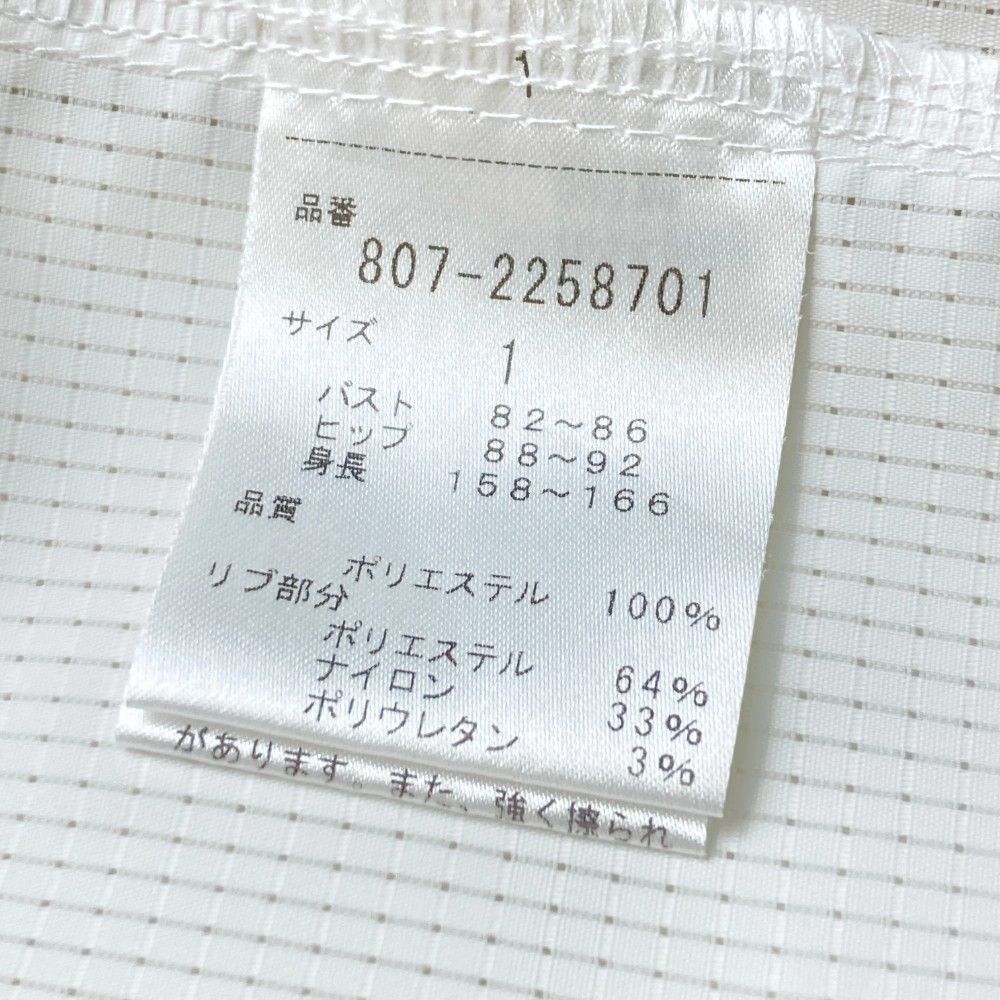 1
品番
807-2258701
サイズ
1
バスト 82～86
ヒップ 88～92
身長 158～166
品質
ポリエステル 100%
リブ部分
ポリエステル 64%
ナイロン 33%
ポリウレタン 3%
があります。また、強く擦られ